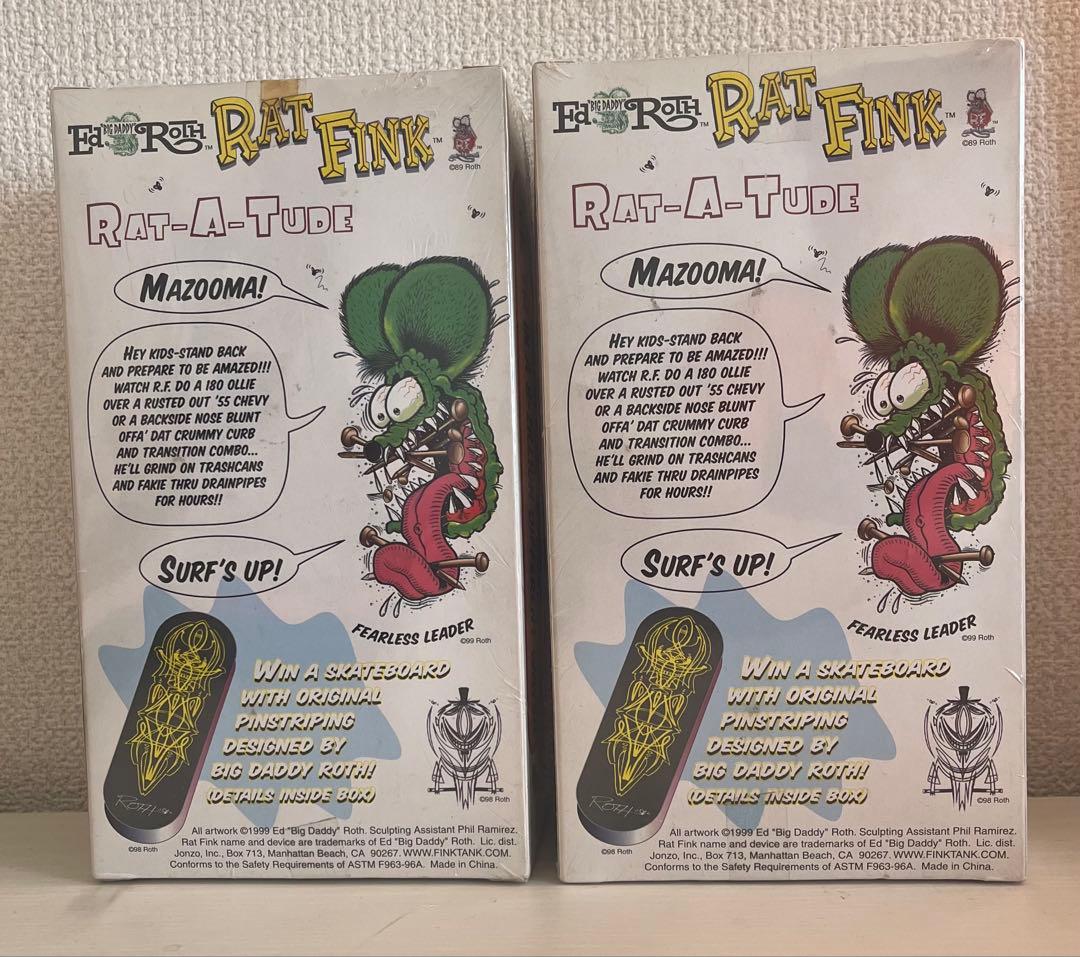 Ed "BIG DADDY" ROTH™ RAT FINK™
R.F.™
©89 Roth
RAT-A-TUDE
MAZOOMA!
HEY KIDS-STAND BACK
AND PREPARE TO BE AMAZED!!!
WATCH R.F. DO A 180 OLLIE
OVER A RUSTED OUT '55 CHEVY
OR A BACKSIDE NOSE BLUNT
OFFA' DAT CRUMMY CURB
AND TRANSITION COMBO...
HE'LL GRIND ON TRASHCANS
AND FAKIE THRU DRAINPIPES
FOR HOURS!!
SURF'S UP!
FEARLESS LEADER
©99 Roth
WIN A SKATEBOARD
WITH ORIGINAL
PINSTRIPING
DESIGNED BY
BIG DADDY ROTH!
(DETAILS INSIDE BOX)
ROTH
©98 Roth
©98 Roth
All artwork ©1999 Ed "Big Daddy" Roth. Sculpting Assistant Phil Ramirez.
Rat Fink name and device are trademarks of Ed "Big Daddy" Roth. Lic. dist.
Jonzo, Inc., Box 713, Manhattan Beach, CA 90267. WWW.FINKTANK.COM.
Conforms to the Safety Requirements of ASTM F963-96A. Made in China.
Ed "BIG DADDY" ROTH™ RAT FINK™
R.F.™
©89 Roth
RAT-A-TUDE
MAZOOMA!
HEY KIDS-STAND BACK
AND PREPARE TO BE AMAZED!!!
WATCH R.F. DO A 180 OLLIE
OVER A RUSTED OUT '55 CHEVY
OR A BACKSIDE NOSE BLUNT
OFFA' DAT CRUMMY CURB
AND TRANSITION COMBO...
HE'LL GRIND ON TRASHCANS
AND FAKIE THRU DRAINPIPES
FOR HOURS!!
SURF'S UP!
FEARLESS LEADER
©99 Roth
WIN A SKATEBOARD
WITH ORIGINAL
PINSTRIPING
DESIGNED BY
BIG DADDY ROTH!
(DETAILS INSIDE BOX)
ROTH
©98 Roth
©98 Roth
All artwork ©1999 Ed "Big Daddy" Roth. Sculpting Assistant Phil Ramirez.
Rat Fink name and device are trademarks of Ed "Big Daddy" Roth. Lic. dist.
Jonzo, Inc., Box 713, Manhattan Beach, CA 90267. WWW.FINKTANK.COM.
Conforms to the Safety Requirements of ASTM F963-96A. Made in China.